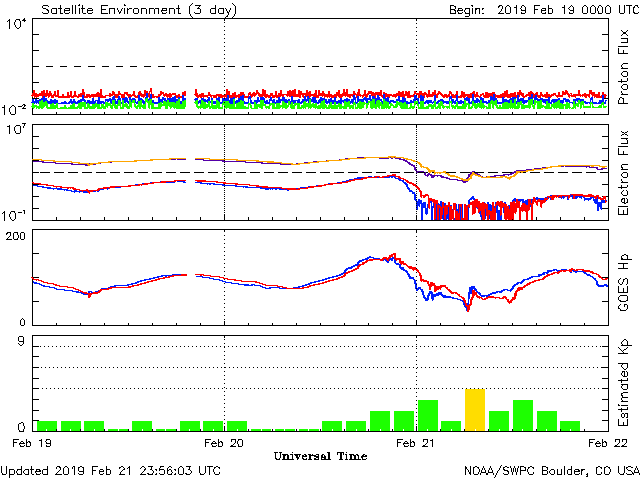 Satellite Environment (3 day)
Begin: 2019 Feb 19 0000 UTC
10^4
10^-2
Proton Flux
10^7
10^-1
Electron Flux
200
0
GOES Hp
9
0
Estimated Kp
Feb 19
Feb 20
Feb 21
Feb 22
Universal Time
Updated 2019 Feb 21 23:56:03 UTC
NOAA/SWPC Boulder, CO USA